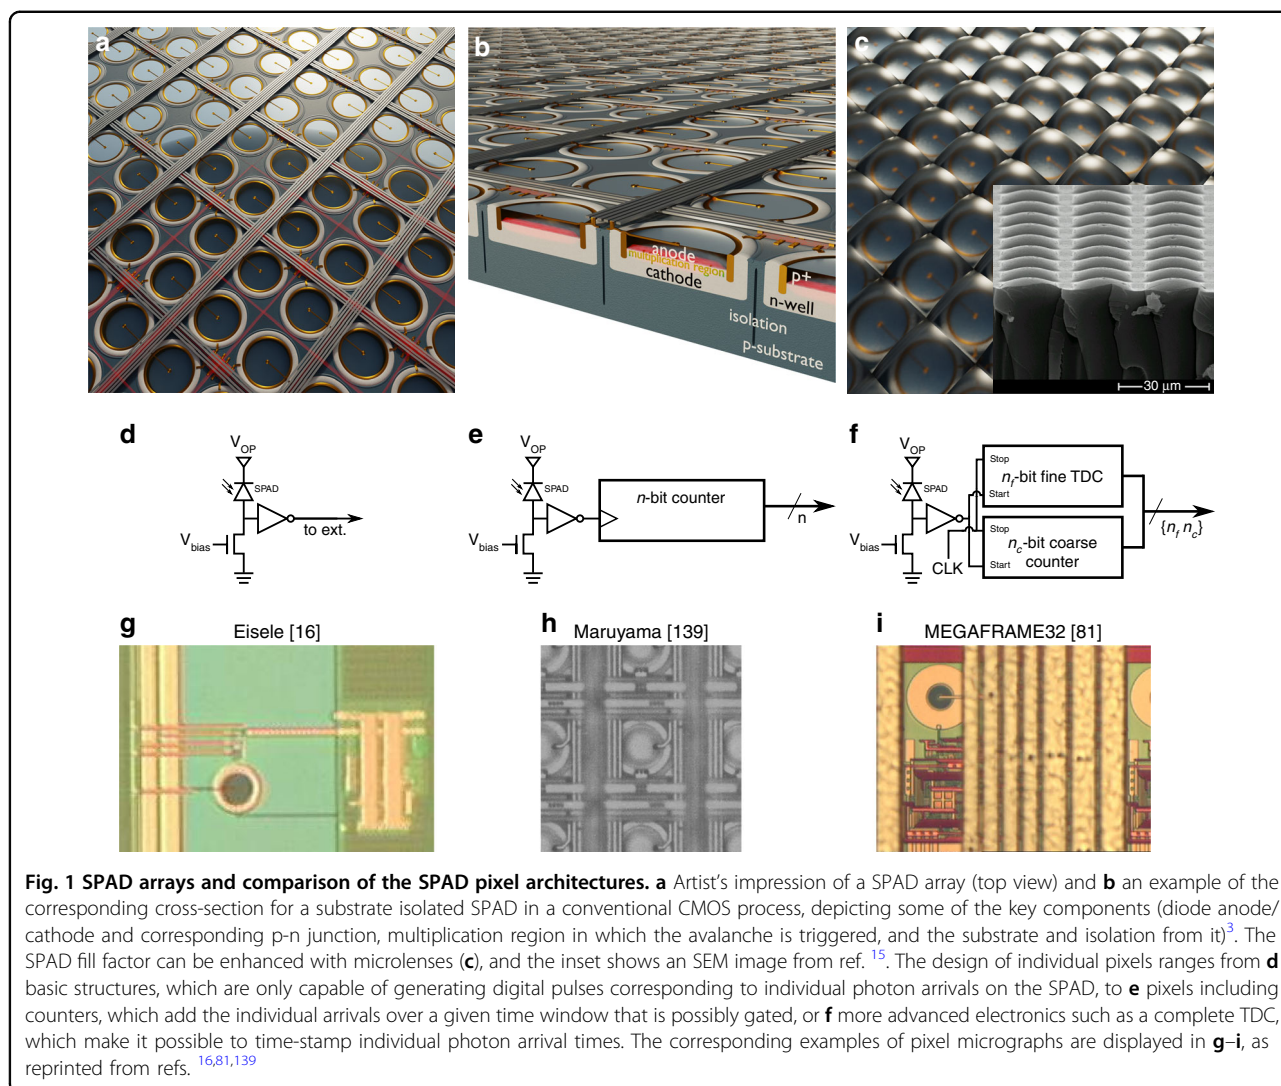 a
b
c
anode
multiplication region
cathode
p+
n-well
isolation
p-substrate
30 μm
d
e
f
V_OP
SPAD
to ext.
V_bias
V_OP
SPAD
n-bit counter
n
V_bias
V_OP
SPAD
Stop
n_f-bit fine TDC
Start
Stop
n_c-bit coarse
counter
Start
V_bias
CLK
{n_f n_c}
g
Eisele [16]
h
Maruyama [139]
i
MEGAFRAME32 [81]
Fig. 1 SPAD arrays and comparison of the SPAD pixel architectures. a Artist's impression of a SPAD array (top view) and b an example of the
corresponding cross-section for a substrate isolated SPAD in a conventional CMOS process, depicting some of the key components (diode anode/
cathode and corresponding p-n junction, multiplication region in which the avalanche is triggered, and the substrate and isolation from it)3. The
SPAD fill factor can be enhanced with microlenses (c), and the inset shows an SEM image from ref. 15. The design of individual pixels ranges from d
basic structures, which are only capable of generating digital pulses corresponding to individual photon arrivals on the SPAD, to e pixels including
counters, which add the individual arrivals over a given time window that is possibly gated, or f more advanced electronics such as a complete TDC,
which make it possible to time-stamp individual photon arrival times. The corresponding examples of pixel micrographs are displayed in g–i, as
reprinted from refs. 16,81,139